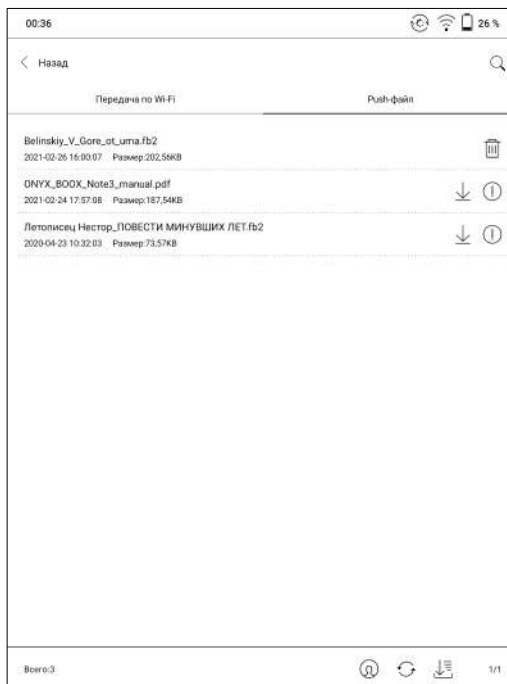 00:36 26 %
Назад
Передача по Wi-Fi Push-файл
Belinskiy_V_Gore_ot_uma.fb2
2021-02-26 16:00:07 Размер:202,56KB
ONYX_BOOX_Note3_manual.pdf
2021-02-24 17:57:08 Размер:187,54KB
Летописец Нестор_ПОВЕСТИ МИНУВШИХ ЛЕТ.fb2
2020-04-23 10:32:03 Размер:73,57KB
Всего:3 1/1